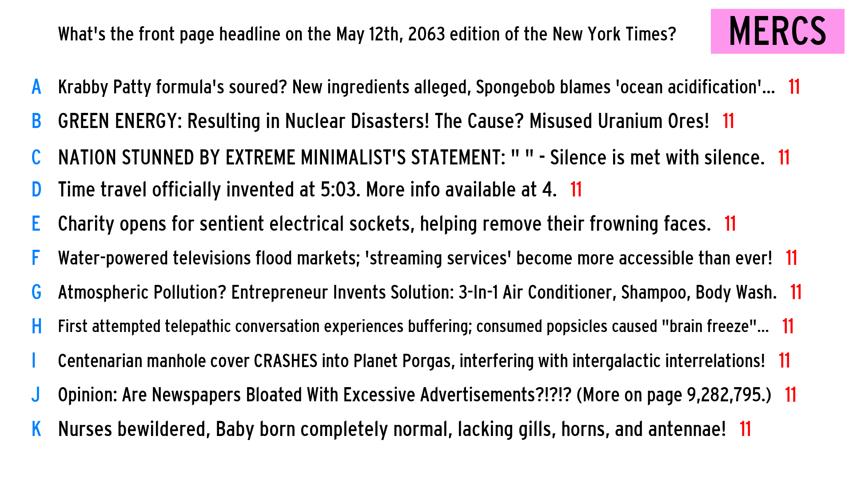 What's the front page headline on the May 12th, 2063 edition of the New York Times?
MERCS
A Krabby Patty formula's soured? New ingredients alleged, Spongebob blames 'ocean acidification'... 11
B GREEN ENERGY: Resulting in Nuclear Disasters! The Cause? Misused Uranium Ores! 11
C NATION STUNNED BY EXTREME MINIMALIST'S STATEMENT: " " - Silence is met with silence. 11
D Time travel officially invented at 5:03. More info available at 4. 11
E Charity opens for sentient electrical sockets, helping remove their frowning faces. 11
F Water-powered televisions flood markets; 'streaming services' become more accessible than ever! 11
G Atmospheric Pollution? Entrepreneur Invents Solution: 3-In-1 Air Conditioner, Shampoo, Body Wash. 11
H First attempted telepathic conversation experiences buffering; consumed popsicles caused "brain freeze"... 11
I Centenarian manhole cover CRASHES into Planet Porgas, interfering with intergalactic interrelations! 11
J Opinion: Are Newspapers Bloated With Excessive Advertisements?!?!? (More on page 9,282,795.) 11
K Nurses bewildered, Baby born completely normal, lacking gills, horns, and antennae! 11